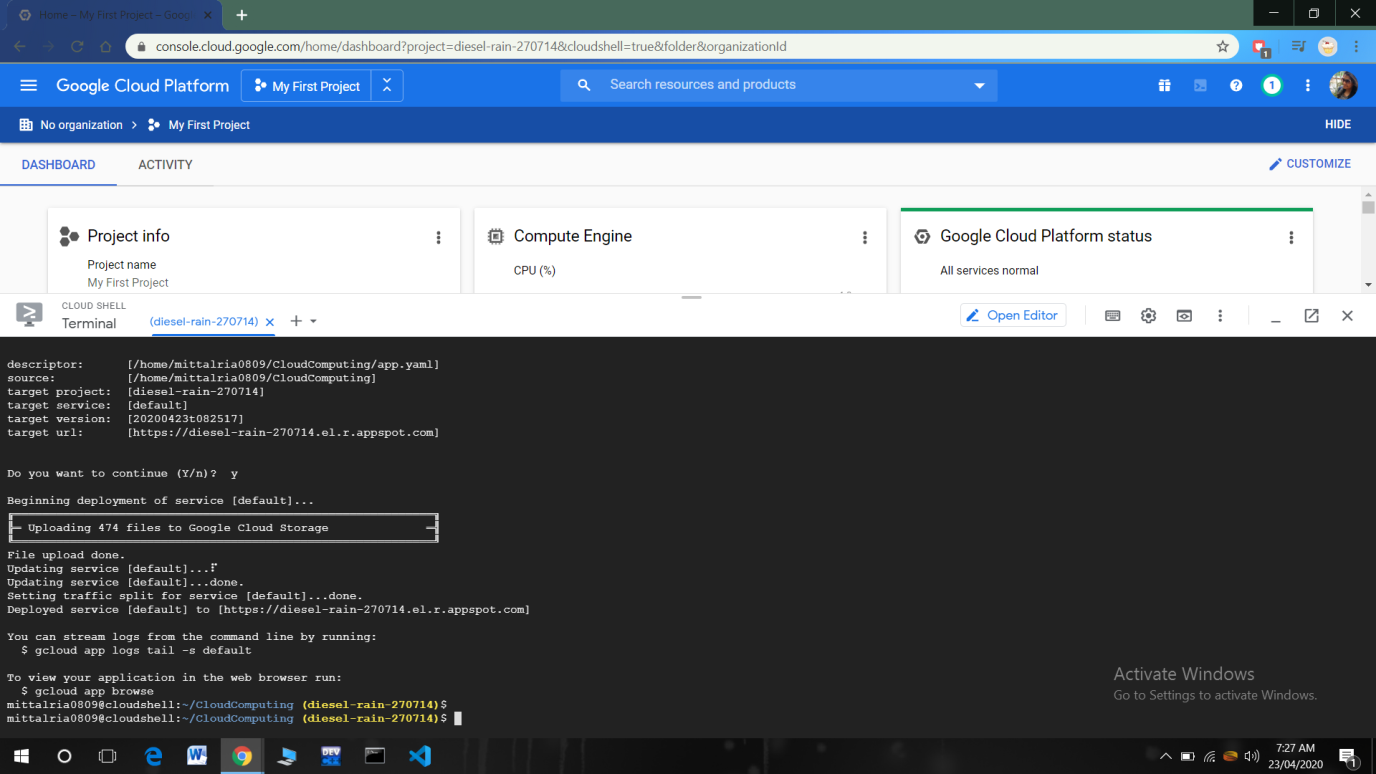 Home – My First Project – Goog
console.cloud.google.com/home/dashboard?project=diesel-rain-270714&cloudshell=true&folder&organizationId
1
Google Cloud Platform
My First Project
Search resources and products
1
No organization
My First Project
HIDE
DASHBOARD
ACTIVITY
CUSTOMIZE
Project info
Compute Engine
Google Cloud Platform status
Project name
CPU (%)
All services normal
My First Project
CLOUD SHELL
Terminal
(diesel-rain-270714)
Open Editor
descriptor: [/home/mittalria0809/CloudComputing/app.yaml]
source: [/home/mittalria0809/CloudComputing]
target project: [diesel-rain-270714]
target service: [default]
target version: [20200423t082517]
target url: [https://diesel-rain-270714.el.r.appspot.com]
Do you want to continue (Y/n)? y
Beginning deployment of service [default]...
Uploading 474 files to Google Cloud Storage
File upload done.
Updating service [default]...⠏
Updating service [default]...done.
Setting traffic split for service [default]...done.
Deployed service [default] to [https://diesel-rain-270714.el.r.appspot.com]
You can stream logs from the command line by running:
$ gcloud app logs tail -s default
To view your application in the web browser run:
$ gcloud app browse
mittalria0809@cloudshell:~/CloudComputing (diesel-rain-270714)$
mittalria0809@cloudshell:~/CloudComputing (diesel-rain-270714)$
Activate Windows
Go to Settings to activate Windows.
W
DEV
7:27 AM
23/04/2020
1